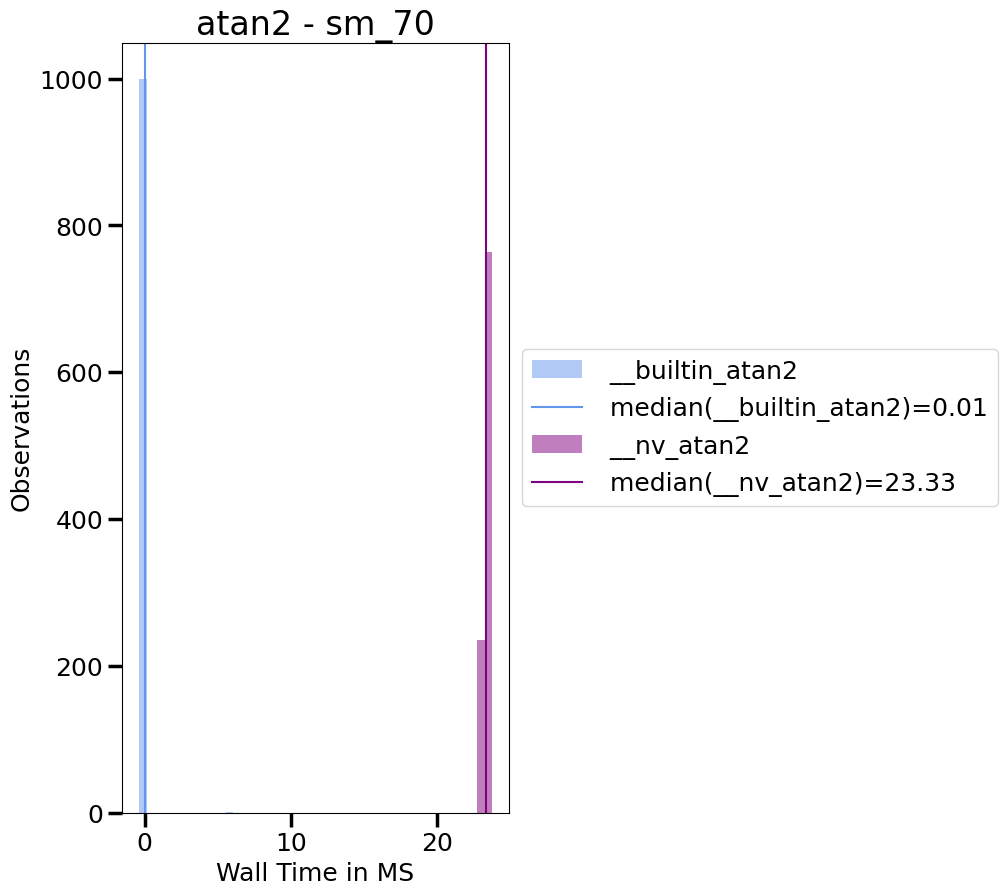 atan2 - sm_70
1000
800
600
400
200
0
Observations
0 10 20
Wall Time in MS
__builtin_atan2
median(__builtin_atan2)=0.01
__nv_atan2
median(__nv_atan2)=23.33